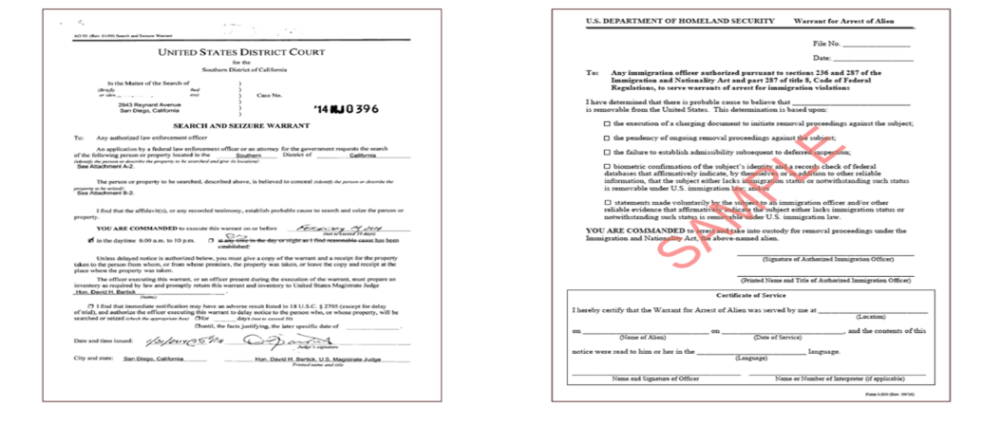 AO 93 (Rev. 01/09) Search and Seizure Warrant
UNITED STATES DISTRICT COURT
for the
Southern District of California
In the Matter of the Search of
(Briefly
2943 Reynard Avenue
San Diego, California
)
)
)
)
)
)
Case No.
'14 MJ 0396
SEARCH AND SEIZURE WARRANT
To: Any authorized law enforcement officer
An application by a federal law enforcement officer or an attorney for the government requests the search
of the following person or property located in the Southern District of California
(identify the person or describe the property to be searched and give its location):
See Attachment A-2.
The person or property to be searched, described above, is believed to conceal (identify the person or describe the
property to be seized):
See Attachment B-2.
I find that the affidavit(s), or any recorded testimony, establish probable cause to search and seize the person or
property.
YOU ARE COMMANDED to execute this warrant on or before February 14, 2014
(not to exceed 10 days)
in the daytime 6:00 a.m. to 10 p.m. ☐ at any time in the day or night as I find reasonable cause has been
established.
Unless delayed notice is authorized below, you must give a copy of the warrant and a receipt for the property
taken to the person from whom, or from whose premises, the property was taken, or leave the copy and receipt at the
place where the property was taken.
The officer executing this warrant, or an officer present during the execution of the warrant, must prepare an
inventory as required by law and promptly return this warrant and inventory to United States Magistrate Judge
Hon. David H. Bartick .
(name)
☐ I find that immediate notification may have an adverse result listed in 18 U.S.C. § 2705 (except for delay
of trial), and authorize the officer executing this warrant to delay notice to the person who, or whose property, will be
searched or seized (check the appropriate box) ☐ for days (not to exceed 30).
☐ until, the facts justifying, the later specific date of .
Date and time issued:
Judge's signature
City and state: San Diego, California Hon. David H. Bartick, U.S. Magistrate Judge
Printed name and title
U.S. DEPARTMENT OF HOMELAND SECURITY Warrant for Arrest of Alien
File No.
Date:
To: Any immigration officer authorized pursuant to sections 236 and 287 of the
Immigration and Nationality Act and part 287 of title 8, Code of Federal
Regulations, to serve warrants of arrest for immigration violations
I have determined that there is probable cause to believe that
is removable from the United States. This determination is based upon:
☐ the execution of a charging document to initiate removal proceedings against the subject;
☐ the pendency of ongoing removal proceedings against the subject;
☐ the failure to establish admissibility subsequent to deferred inspection;
☐ biometric confirmation of the subject's identity and a records check of federal
databases that affirmatively indicate, by themselves or in addition to other reliable
information, that the subject either lacks immigration status or notwithstanding such status
is removable under U.S. immigration law; and/or
☐ statements made voluntarily by the subject to an immigration officer and/or other
reliable evidence that affirmatively indicate the subject either lacks immigration status or
notwithstanding such status is removable under U.S. immigration law.
YOU ARE COMMANDED to arrest and take into custody for removal proceedings under the
Immigration and Nationality Act, the above-named alien.
SAMPLE
(Signature of Authorized Immigration Officer)
(Printed Name and Title of Authorized Immigration Officer)
Certificate of Service
I hereby certify that the Warrant for Arrest of Alien was served by me at
(Location)
on on , and the contents of this
(Name of Alien) (Date of Service)
notice were read to him or her in the language.
(Language)
Name and Signature of Officer Name or Number of Interpreter (if applicable)
Form I-200 (Rev. 09/16)